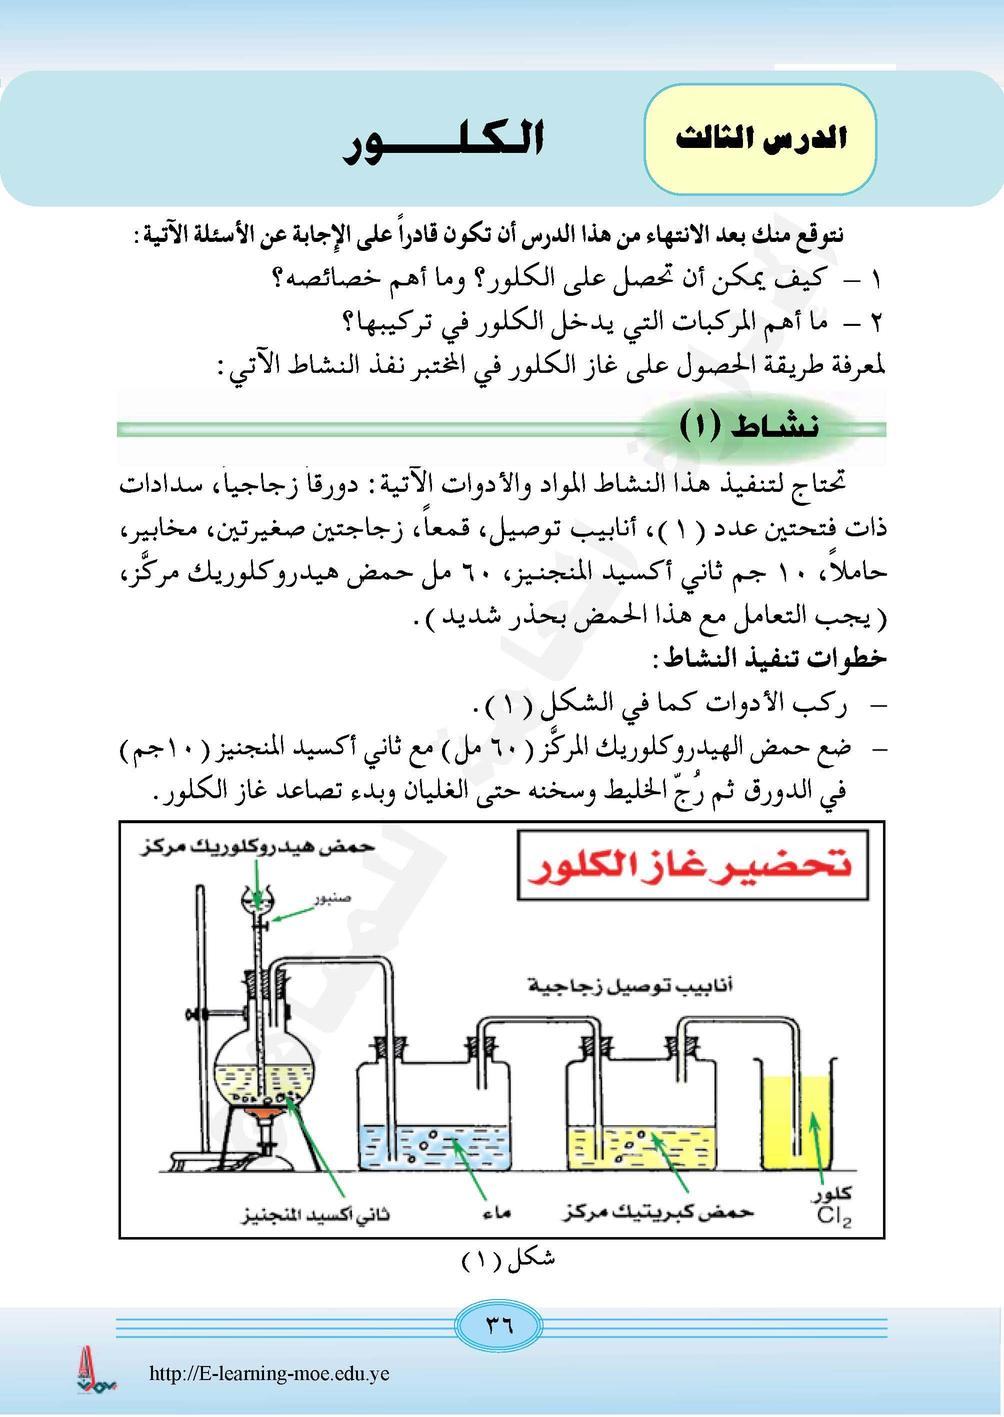 الدرس الثالث
الكلـــــور
نتوقع منك بعد الانتهاء من هذا الدرس أن تكون قادراً على الإجابة عن الأسئلة الآتية :
١ – كيف يمكن أن تحصل على الكلور؟ وما أهم خصائصه؟
٢ – ما أهم المركبات التي يدخل الكلور في تركيبها؟
لمعرفة طريقة الحصول على غاز الكلور في المختبر نفذ النشاط الآتي :
نشاط (١)
تحتاج لتنفيذ هذا النشاط المواد والأدوات الآتية : دورقاً زجاجياً، سدادات
ذات فتحتين عدد ( ١ )، أنابيب توصيل، قمعاً، زجاجتين صغيرتين، مخابير،
حاملاً، ١٠ جم ثاني أكسيد المنجنيز، ٦٠ مل حمض هيدروكلوريك مركَّز،
( يجب التعامل مع هذا الحمض بحذر شديد ) .
خطوات تنفيذ النشاط :
– ركب الأدوات كما في الشكل ( ١ ) .
– ضع حمض الهيدروكلوريك المركَّز ( ٦٠ مل ) مع ثاني أكسيد المنجنيز ( ١٠جم )
في الدورق ثم رُجّ الخليط وسخنه حتى الغليان وبدء تصاعد غاز الكلور .
تحضير غاز الكلور
حمض هيدروكلوريك مركز
صنبور
أنابيب توصيل زجاجية
كلور
Cl₂
حمض كبريتيك مركز
ماء
ثاني أكسيد المنجنيز
شكل ( ١ )
٣٦
http://E-learning-moe.edu.ye